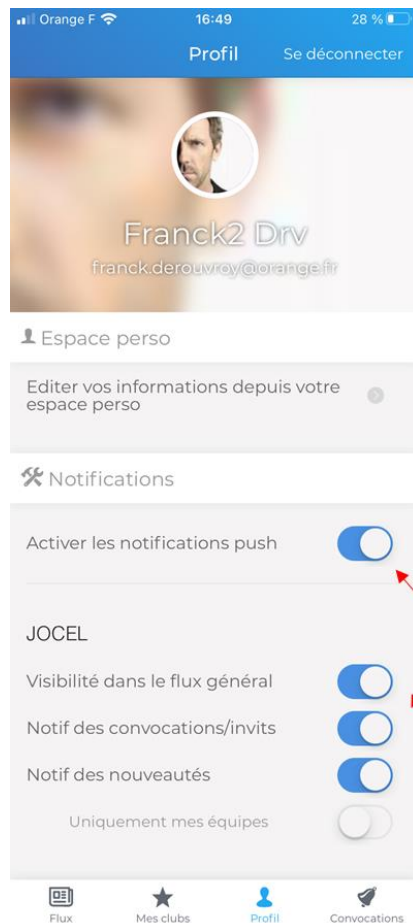 Orange F 16:49 28 %
Profil Se déconnecter
Franck2 Drv
franck.derouvroy@orange.fr
Espace perso
Editer vos informations depuis votre
espace perso
Notifications
Activer les notifications push
JOCEL
Visibilité dans le flux général
Notif des convocations/invits
Notif des nouveautés
Uniquement mes équipes
Flux Mes clubs Profil Convocations